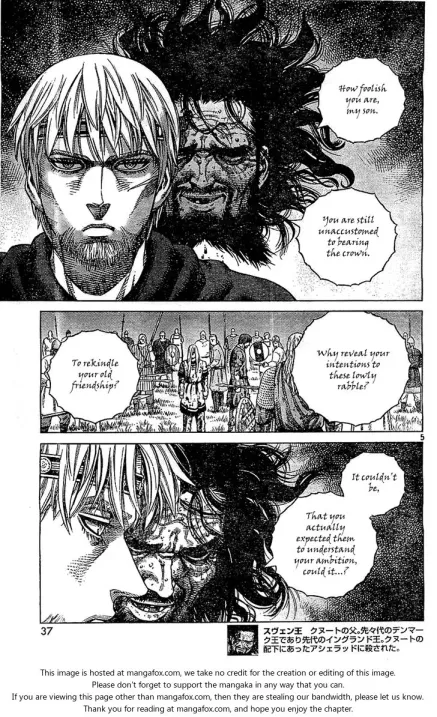 How foolish
you are,
my son.
You are still
unaccustomed
to bearing
the crown.
Why reveal your
intentions to
these lowly
rabble?
To rekindle
your old
friendship?
5
It couldn't
be,
That you
actually
expected them
to understand
your ambition,
could it...?
37
スヴェン王 クヌートの父。先々代のデンマー
ク王であり先代のイングランド王。クヌートの
配下にあったアシェラッドに殺された。
This image is hosted at mangafox.com, we take no credit for the creation or editing of this image.
Please don't forget to support the mangaka in any way that you can.
If you are viewing this page other than mangafox.com, then they are stealing our bandwidth, please let us know.
Thank you for reading at mangafox.com, and hope you enjoy the chapter.